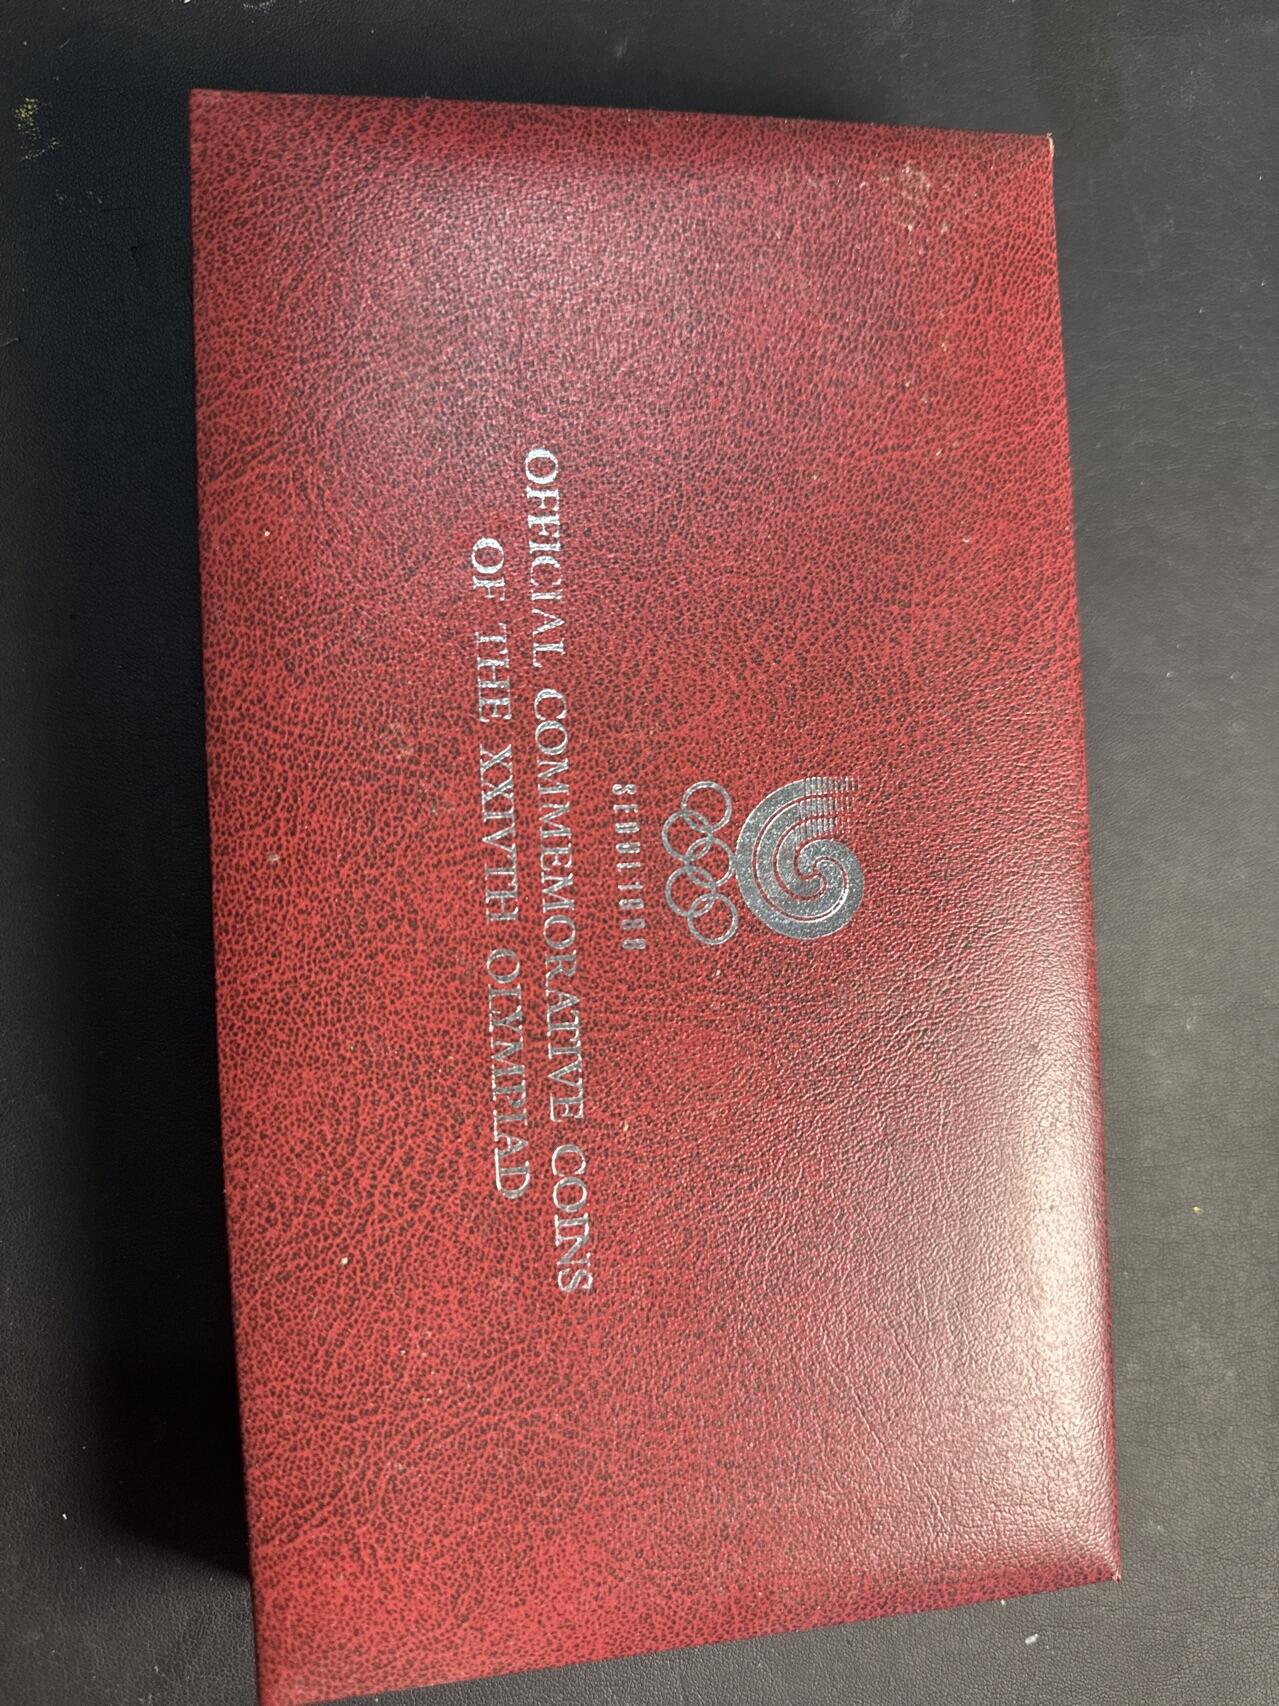 SEOUL 1988
OFFICIAL COMMEMORATIVE COINS
OF THE XXIVTH OLYMPIAD